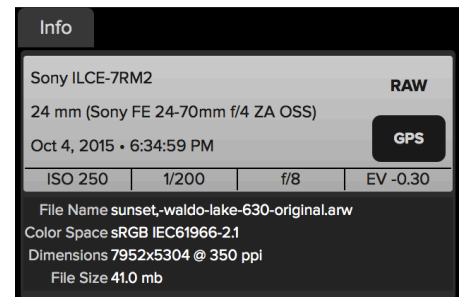 Info
Sony ILCE-7RM2
RAW
24 mm (Sony FE 24-70mm f/4 ZA OSS)
Oct 4, 2015 • 6:34:59 PM
GPS
ISO 250 1/200 f/8 EV -0.30
File Name sunset,-waldo-lake-630-original.arw
Color Space sRGB IEC61966-2.1
Dimensions 7952x5304 @ 350 ppi
File Size 41.0 mb